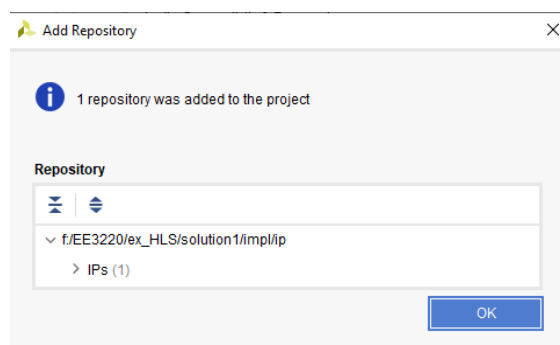 Add Repository
1 repository was added to the project
Repository
f:/EE3220/ex_HLS/solution1/impl/ip
IPs (1)
OK